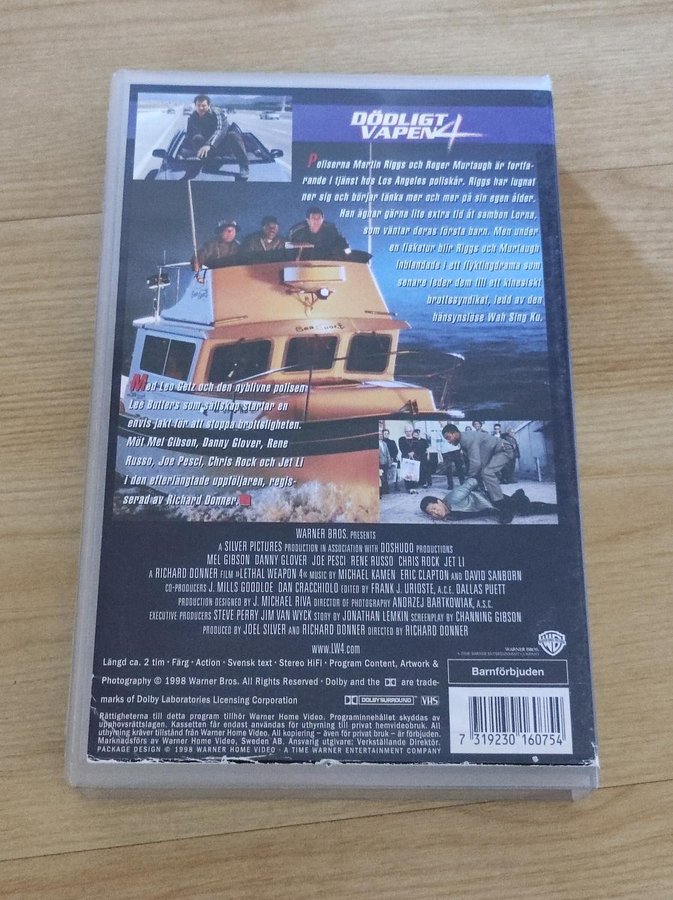 DÖDLIGT
VAPEN 4
Poliserna Martin Riggs och Roger Murtaugh är fortfa-
rande i tjänst hos Los Angeles poliskår. Riggs har lugnat
ner sig och börjar tänka mer och mer på sin egen ålder.
Han ägnar gärna lite extra tid åt sambon Lorna,
som väntar deras första barn. Men under
en fisketur blir Riggs och Murtaugh
inblandade i ett flyktingdrama som
senare leder dem till ett kinesiskt
brottssyndikat, ledd av den
hänsynslöse Wah Sing Ku.
Med Leo Getz och den nyblivne polisen
Lee Butters som sällskap startar en
envis jakt för att stoppa brottsligheten.
Möt Mel Gibson, Danny Glover, Rene
Russo, Joe Pesci, Chris Rock och Jet Li
i den efterlängtade uppföljaren, regis-
serad av Richard Donner.
WARNER BROS. PRESENTS
A SILVER PICTURES PRODUCTION IN ASSOCIATION WITH DOSHUDO PRODUCTIONS
MEL GIBSON DANNY GLOVER JOE PESCI RENE RUSSO CHRIS ROCK JET LI
A RICHARD DONNER FILM »LETHAL WEAPON 4« MUSIC BY MICHAEL KAMEN ERIC CLAPTON AND DAVID SANBORN
CO-PRODUCERS J. MILLS GOODLOE DAN CRACCHIOLO EDITED BY FRANK J. URIOSTE, A.C.E. DALLAS PUETT
PRODUCTION DESIGNED BY J. MICHAEL RIVA DIRECTOR OF PHOTOGRAPHY ANDRZEJ BARTKOWIAK, A.S.C.
EXECUTIVE PRODUCERS STEVE PERRY JIM VAN WYCK STORY BY JONATHAN LEMKIN SCREENPLAY BY CHANNING GIBSON
PRODUCED BY JOEL SILVER AND RICHARD DONNER DIRECTED BY RICHARD DONNER
www.LW4.com
WARNER BROS.
A TIME WARNER ENTERTAINMENT COMPANY
Längd ca. 2 tim • Färg • Action • Svensk text • Stereo HiFi • Program Content, Artwork &
Photography © 1998 Warner Bros. All Rights Reserved • Dolby and the DD are trade-
marks of Dolby Laboratories Licensing Corporation
DOLBY SURROUND VHS
Barnförbjuden
Rättigheterna till detta program tillhör Warner Home Video. Programinnehållet skyddas av
upphovsrättslagen. Kassetten får endast användas för uthyrning till privat hemvideobruk. All
uthyrning kräver tillstånd från Warner Home Video. All kopiering – även för privat bruk – är förbjuden.
Marknadsförs av Warner Home Video, Sweden AB. Ansvarig utgivare: Verkställande Direktör.
PACKAGE DESIGN © 1998 WARNER HOME VIDEO • A TIME WARNER ENTERTAINMENT COMPANY
7 319230 160754